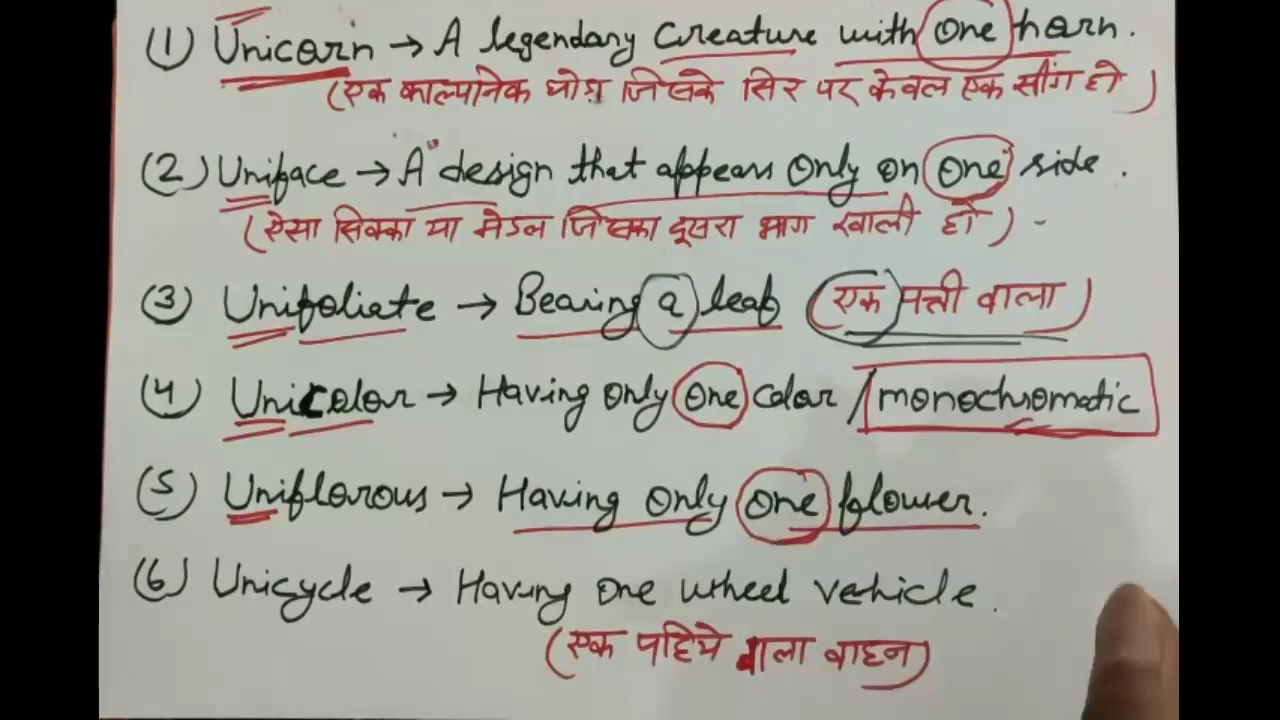 (1) Unicorn → A legendary creature with one horn.
(एक काल्पनिक घोड़ा जिसके सिर पर केवल एक सींग हो)
(2) Uniface → A design that appears only on one side.
(ऐसा सिक्का या मेडल जिसका दूसरा भाग खाली हो)
(3) Unifoliate → Bearing a leaf (एक पत्ती वाला)
(4) Unicolor → Having only one color / monochromatic
(5) Uniflorous → Having only one flower.
(6) Unicycle → Having one wheel vehicle.
(एक पहिये वाला वाहन)